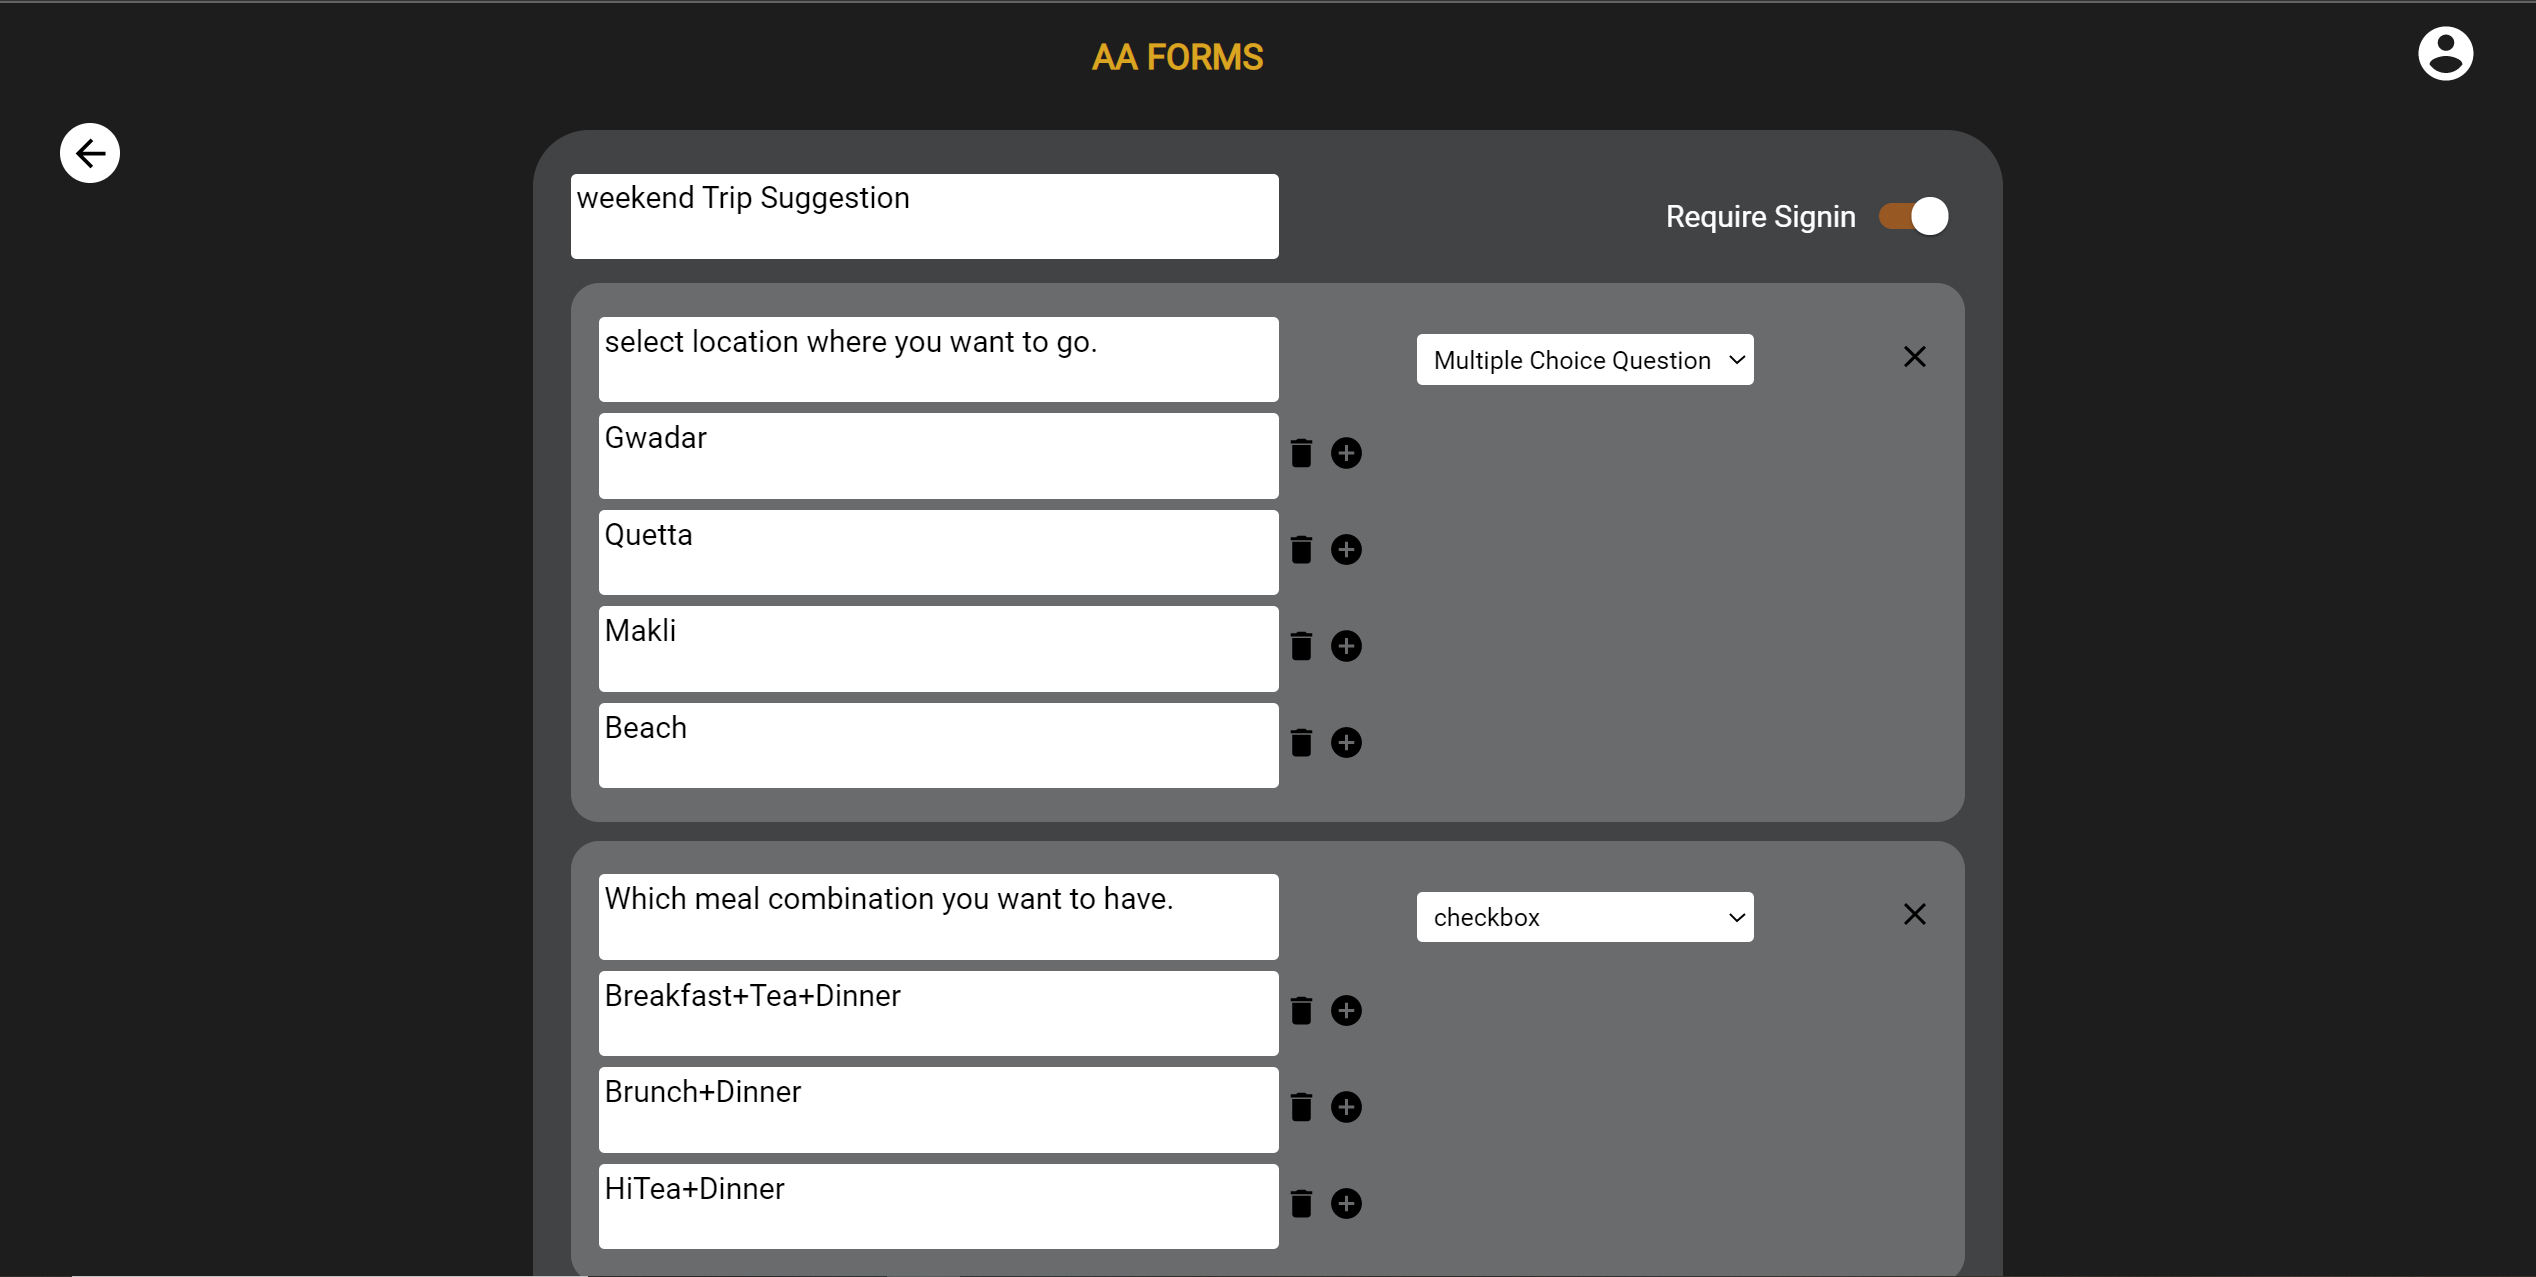 AA FORMS
weekend Trip Suggestion
Require Signin
select location where you want to go.
Multiple Choice Question
Gwadar
Quetta
Makli
Beach
Which meal combination you want to have.
checkbox
Breakfast+Tea+Dinner
Brunch+Dinner
HiTea+Dinner